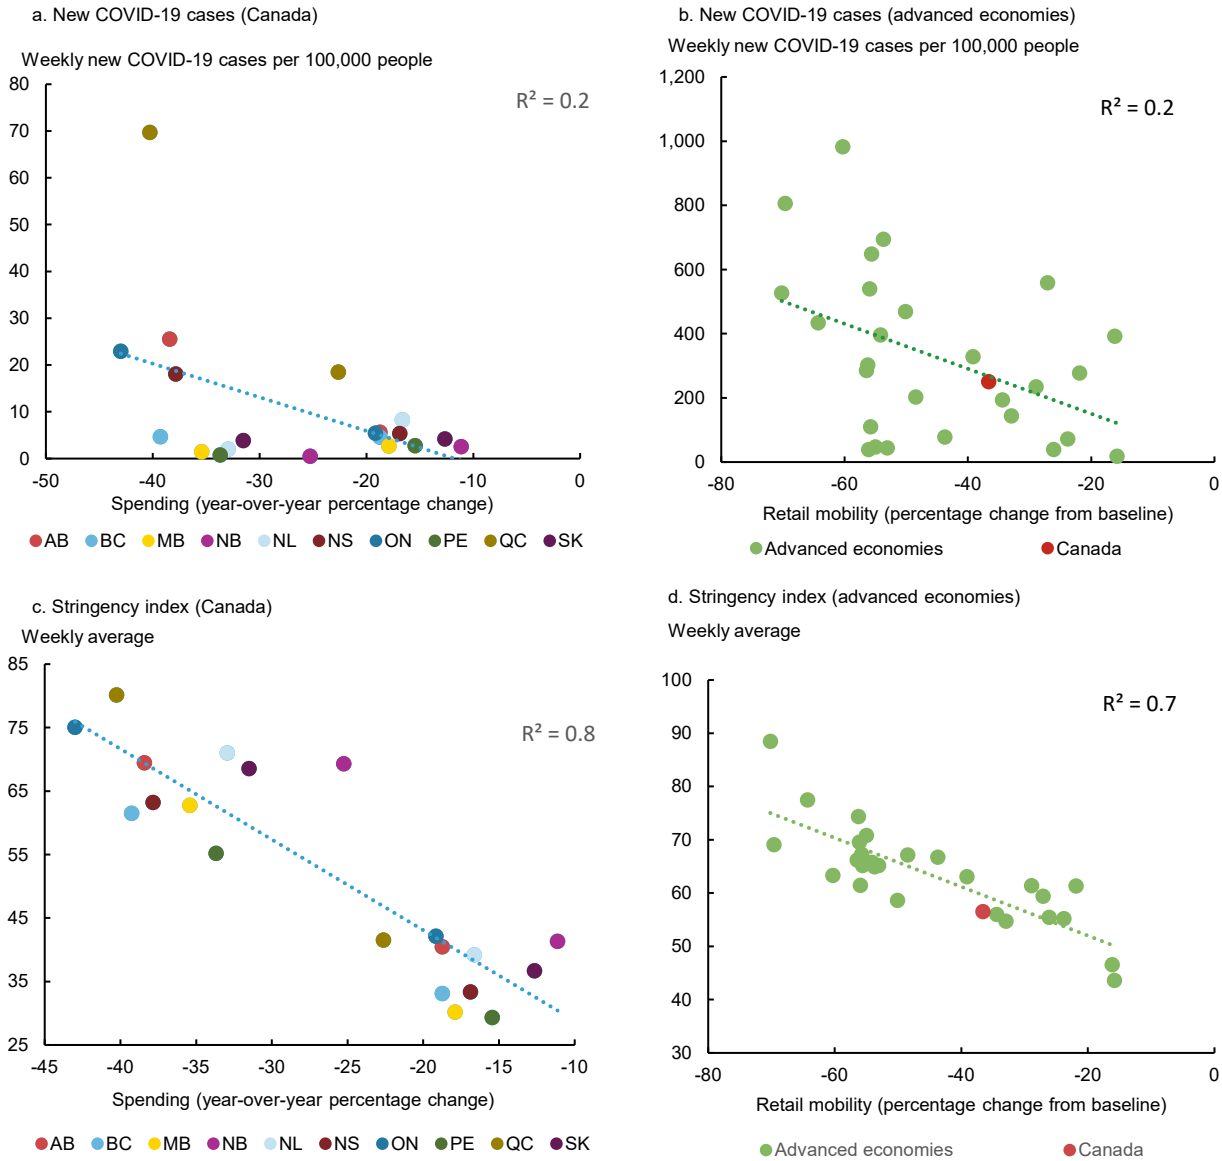 a. New COVID-19 cases (Canada)
Weekly new COVID-19 cases per 100,000 people
80
70
60
50
40
30
20
10
0
R² = 0.2
-50 -40 -30 -20 -10 0
Spending (year-over-year percentage change)
AB BC MB NB NL NS ON PE QC SK
b. New COVID-19 cases (advanced economies)
Weekly new COVID-19 cases per 100,000 people
1,200
1,000
800
600
400
200
0
R² = 0.2
-80 -60 -40 -20 0
Retail mobility (percentage change from baseline)
Advanced economies Canada
c. Stringency index (Canada)
Weekly average
85
75
65
55
45
35
25
R² = 0.8
-45 -40 -35 -30 -25 -20 -15 -10
Spending (year-over-year percentage change)
AB BC MB NB NL NS ON PE QC SK
d. Stringency index (advanced economies)
Weekly average
100
90
80
70
60
50
40
30
R² = 0.7
-80 -60 -40 -20 0
Retail mobility (percentage change from baseline)
Advanced economies Canada